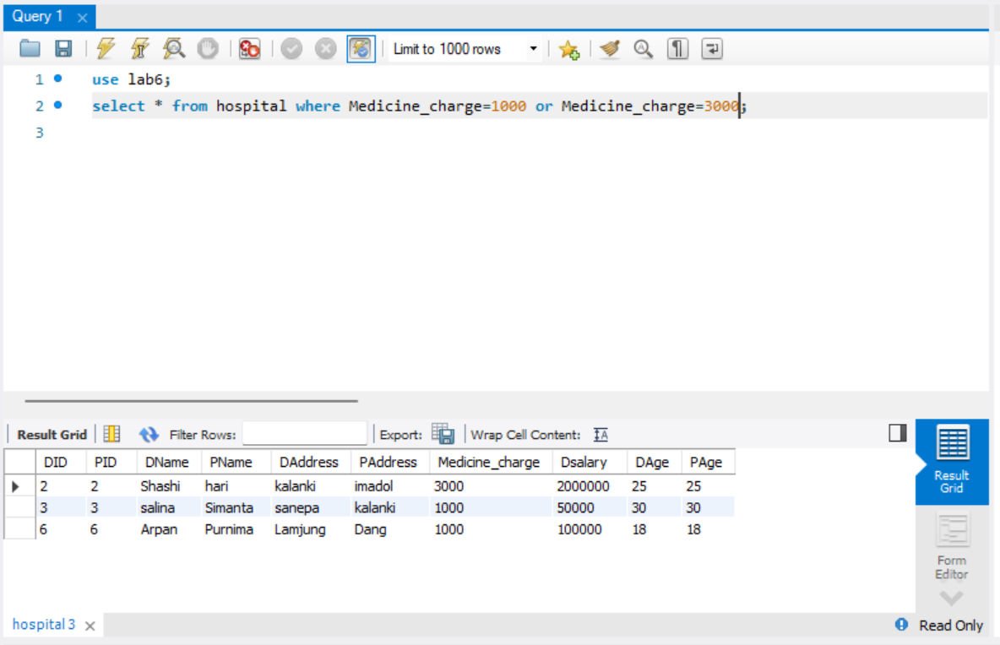 Query 1
Limit to 1000 rows
1 use lab6;
2 select * from hospital where Medicine_charge=1000 or Medicine_charge=3000;
3
Result Grid Filter Rows: Export: Wrap Cell Content:
DID PID DName PName DAddress PAddress Medicine_charge Dsalary DAge PAge
2 2 Shashi hari kalanki imadol 3000 2000000 25 25
3 3 salina Simanta sanepa kalanki 1000 50000 30 30
6 6 Arpan Purnima Lamjung Dang 1000 100000 18 18
Result
Grid
Form
Editor
hospital 3
Read Only